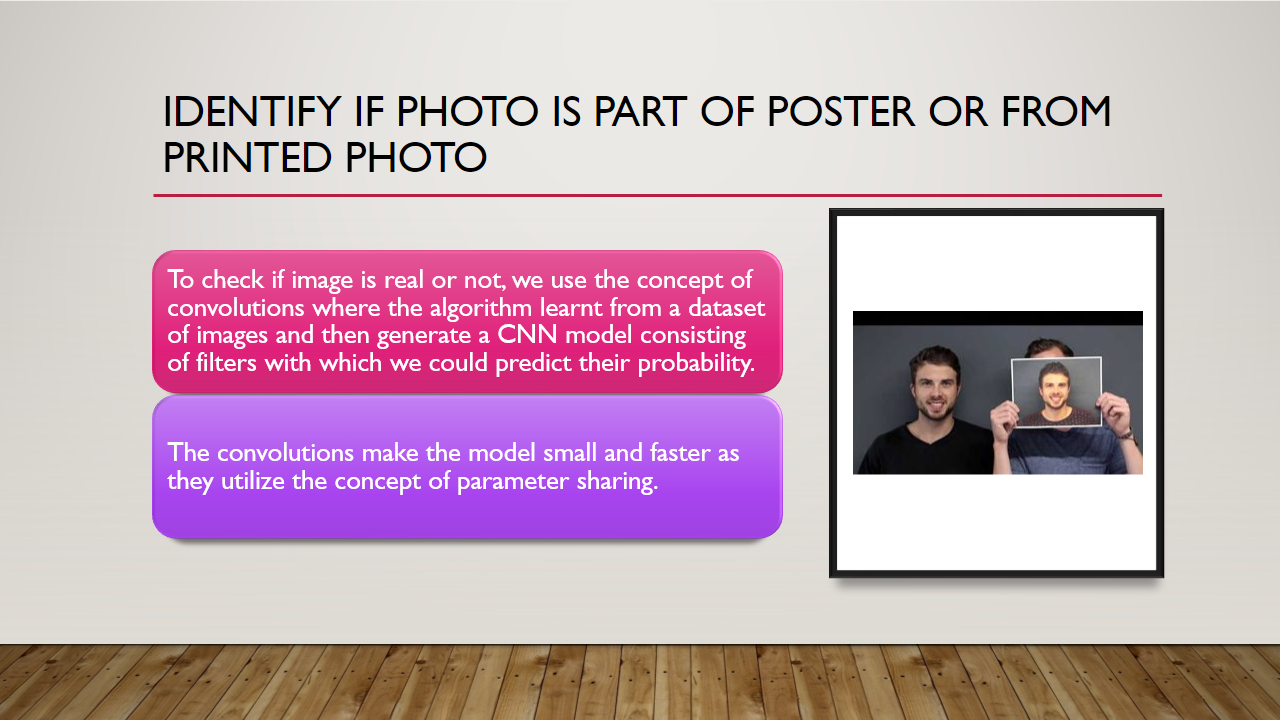 IDENTIFY IF PHOTO IS PART OF POSTER OR FROM
PRINTED PHOTO
To check if image is real or not, we use the concept of
convolutions where the algorithm learnt from a dataset
of images and then generate a CNN model consisting
of filters with which we could predict their probability.
The convolutions make the model small and faster as
they utilize the concept of parameter sharing.